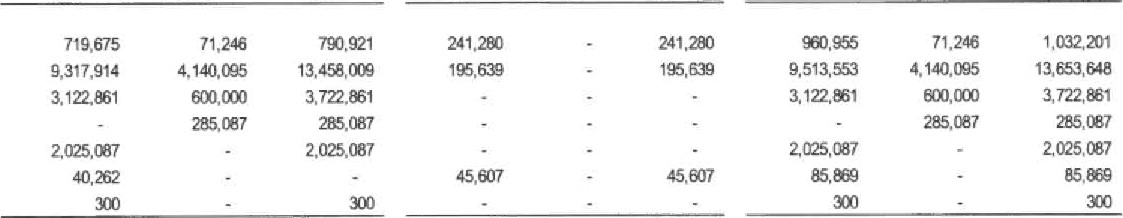 719,675 71,246 790,921 241,280 - 241,280 960,955 71,246 1,032,201
9,317,914 4,140,095 13,458,009 195,639 - 195,639 9,513,553 4,140,095 13,653,648
3,122,861 600,000 3,722,861 - - - 3,122,861 600,000 3,722,861
- 285,087 285,087 - - - - 285,087 285,087
2,025,087 - 2,025,087 - - - 2,025,087 - 2,025,087
40,262 - - 45,607 - 45,607 85,869 - 85,869
300 - 300 - - - 300 - 300